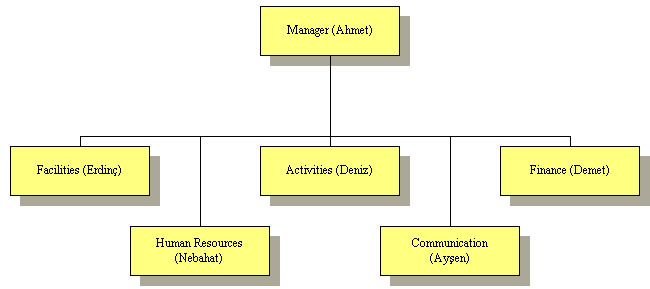 Manager (Ahmet)
Facilities (Erdinç)
Activities (Deniz)
Finance (Demet)
Human Resources
(Nebahat)
Communication
(Ayşen)